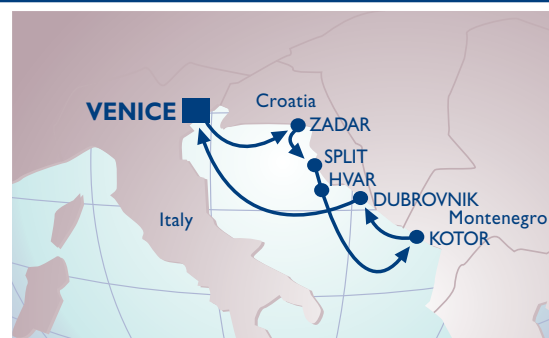 Croatia
VENICE
ZADAR
SPLIT
HVAR
DUBROVNIK
Italy
Montenegro
KOTOR